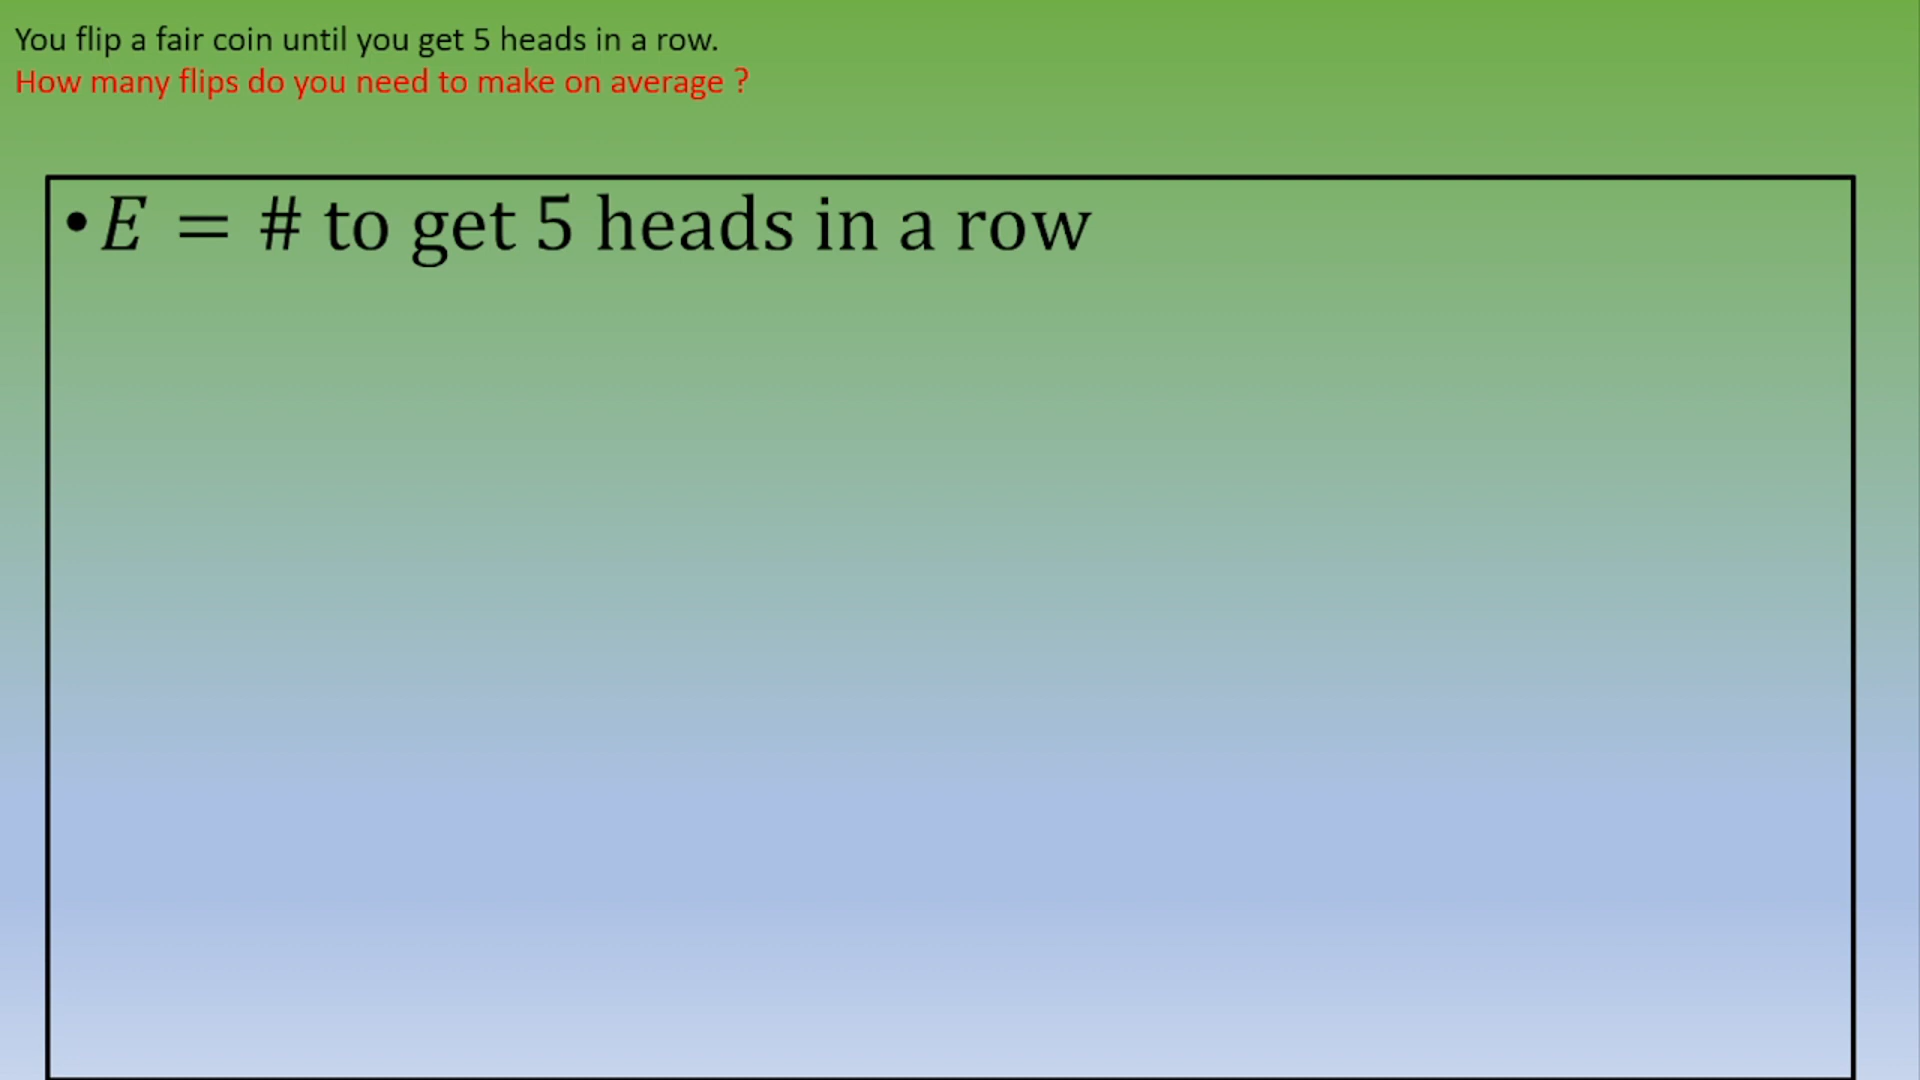 You flip a fair coin until you get 5 heads in a row.
How many flips do you need to make on average ?
• E = # to get 5 heads in a row